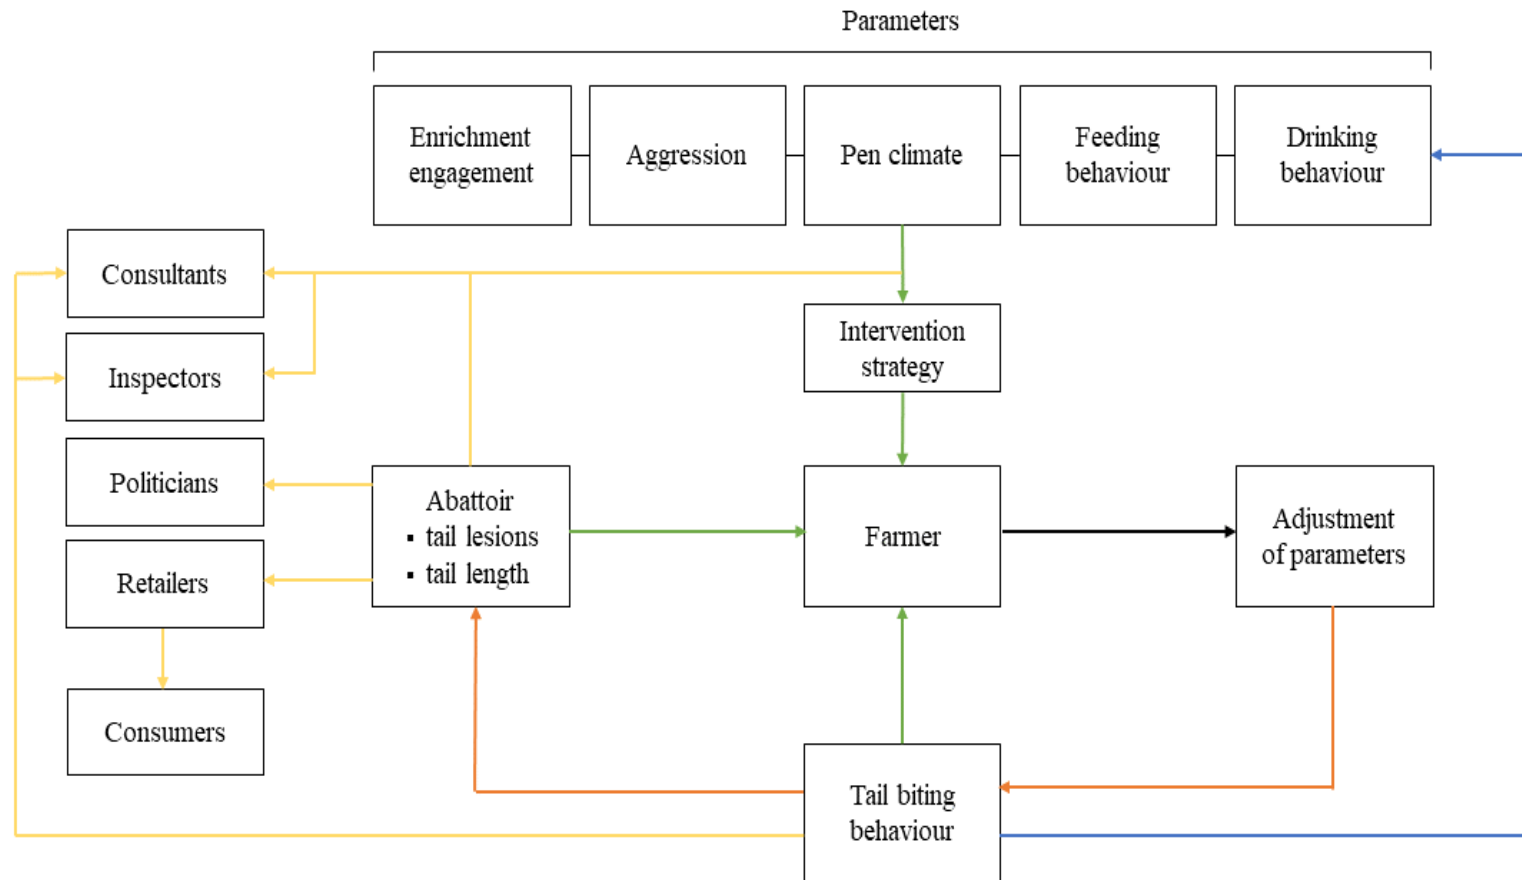 Parameters
Enrichment
engagement
Aggression
Pen climate
Feeding
behaviour
Drinking
behaviour
Consultants
Intervention
strategy
Inspectors
Politicians
Abattoir
▪ tail lesions
▪ tail length
Farmer
Adjustment
of parameters
Retailers
Consumers
Tail biting
behaviour